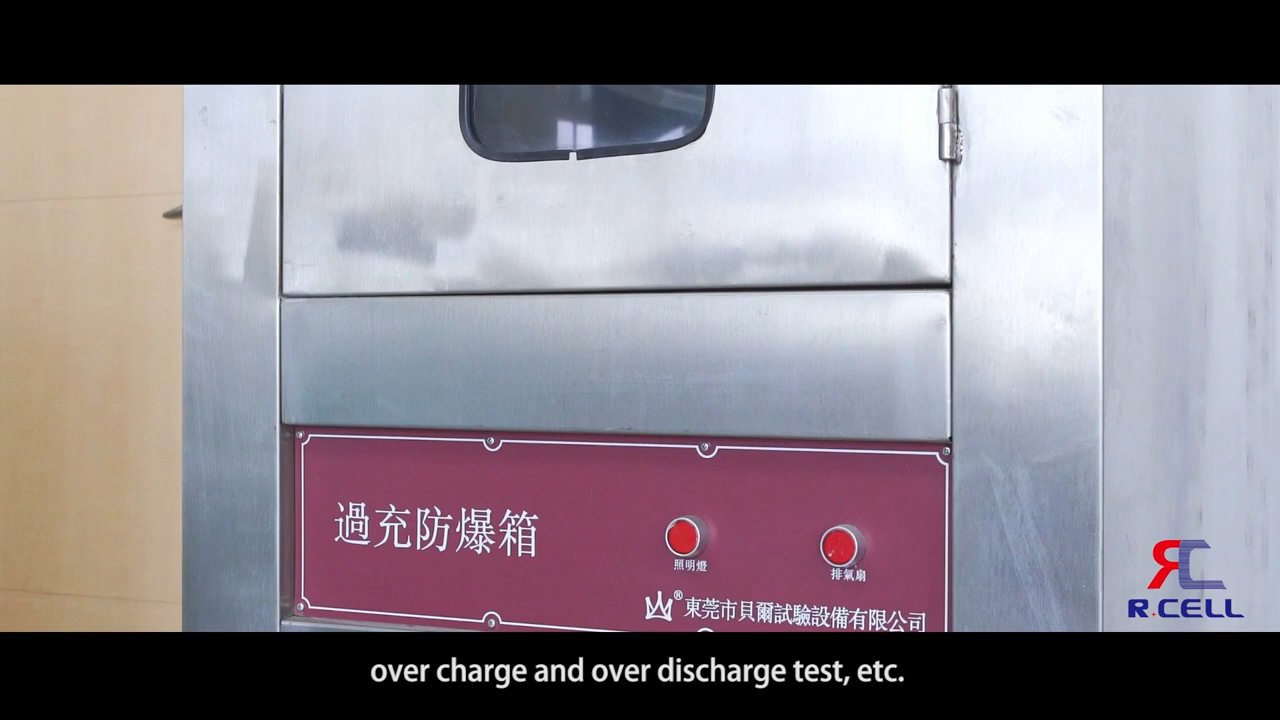 過充防爆箱
照明燈
排氣扇
® 東莞市貝爾試驗設備有限公司
RC
R·CELL
over charge and over discharge test, etc.